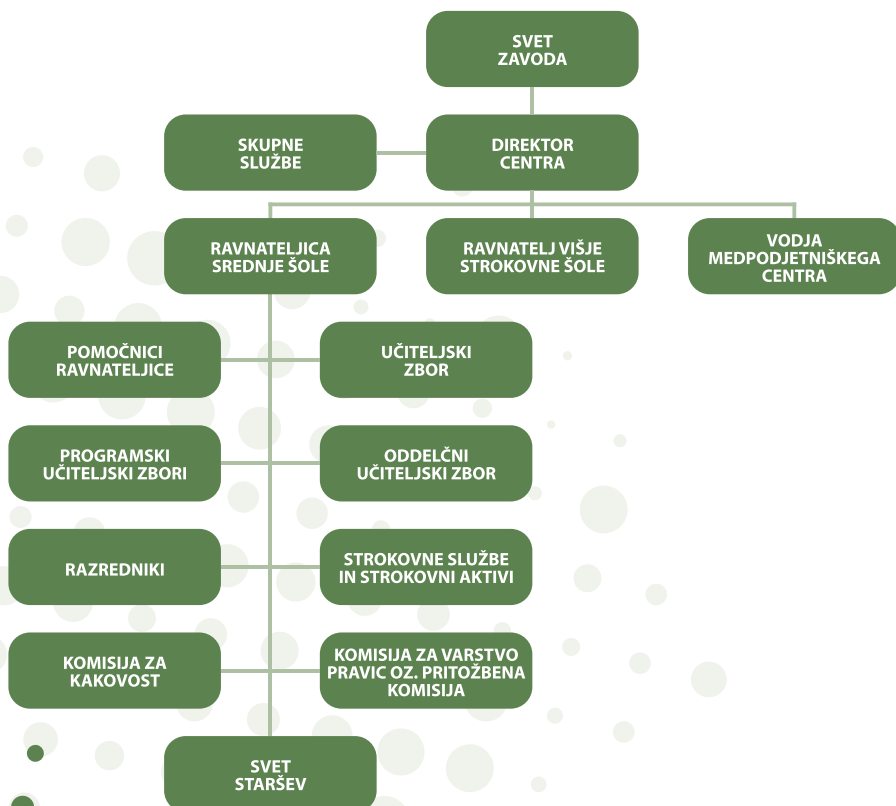 SVET
ZAVODA
SKUPNE
SLUŽBE
DIREKTOR
CENTRA
RAVNATELJICA
SREDNJE ŠOLE
RAVNATELJ VIŠJE
STROKOVNE ŠOLE
VODJA
MEDPODJETNIŠKEGA
CENTRA
POMOČNICI
RAVNATELJICE
UČITELJSKI
ZBOR
PROGRAMSKI
UČITELJSKI ZBORI
ODDELČNI
UČITELJSKI ZBOR
RAZREDNIKI
STROKOVNE SLUŽBE
IN STROKOVNI AKTIVI
KOMISIJA ZA
KAKOVOST
KOMISIJA ZA VARSTVO
PRAVIC OZ. PRITOŽBENA
KOMISIJA
SVET
STARŠEV